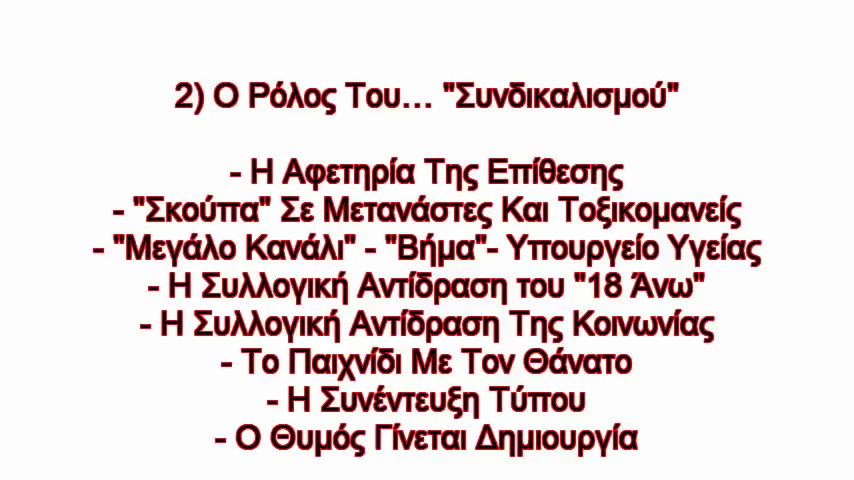 2) Ο Ρόλος Του... "Συνδικαλισμού"
- Η Αφετηρία Της Επίθεσης
- "Σκούπα" Σε Μετανάστες Και Τοξικομανείς
- "Μεγάλο Κανάλι" - "Βήμα"- Υπουργείο Υγείας
- Η Συλλογική Αντίδραση του "18 Άνω"
- Η Συλλογική Αντίδραση Της Κοινωνίας
- Το Παιχνίδι Με Τον Θάνατο
- Η Συνέντευξη Τύπου
- Ο Θυμός Γίνεται Δημιουργία